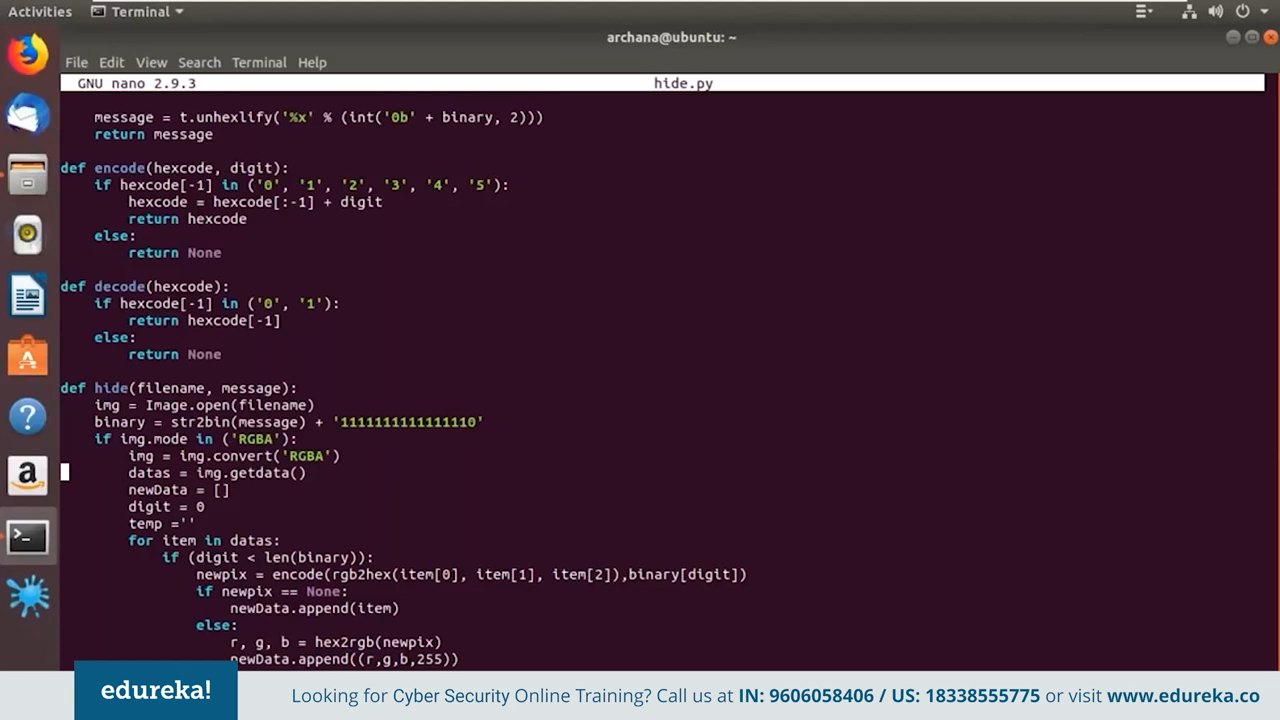 Activities
Terminal
archana@ubuntu: ~
File Edit View Search Terminal Help
GNU nano 2.9.3 hide.py
message = t.unhexlify('%x' % (int('0b' + binary, 2)))
return message
def encode(hexcode, digit):
if hexcode[-1] in ('0', '1', '2', '3', '4', '5'):
hexcode = hexcode[:-1] + digit
return hexcode
else:
return None
def decode(hexcode):
if hexcode[-1] in ('0', '1'):
return hexcode[-1]
else:
return None
def hide(filename, message):
img = Image.open(filename)
binary = str2bin(message) + '1111111111111110'
if img.mode in ('RGBA'):
img = img.convert('RGBA')
datas = img.getdata()
newData = []
digit = 0
temp =''
for item in datas:
if (digit < len(binary)):
newpix = encode(rgb2hex(item[0], item[1], item[2]),binary[digit])
if newpix == None:
newData.append(item)
else:
r, g, b = hex2rgb(newpix)
newData.append((r,g,b,255))
edureka!
Looking for Cyber Security Online Training? Call us at IN: 9606058406 / US: 18338555775 or visit www.edureka.co